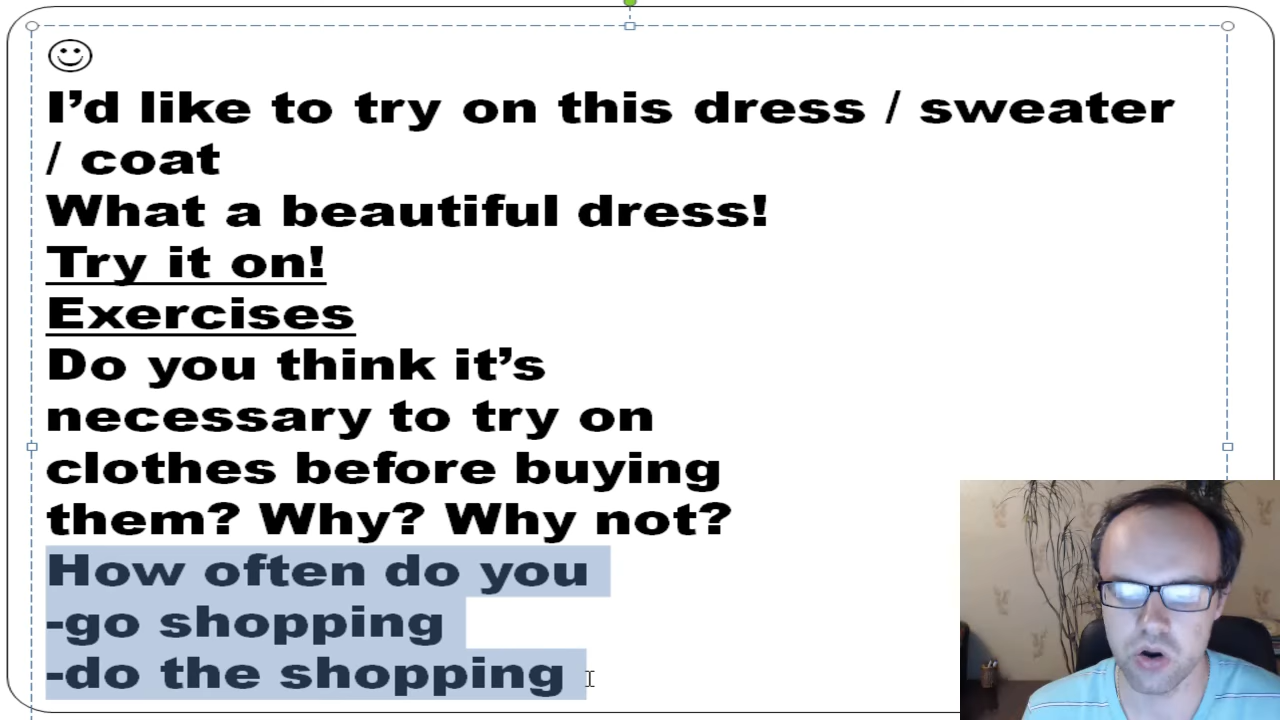 I’d like to try on this dress / sweater
/ coat
What a beautiful dress!
Try it on!
Exercises
Do you think it’s
necessary to try on
clothes before buying
them? Why? Why not?
How often do you
-go shopping
-do the shopping